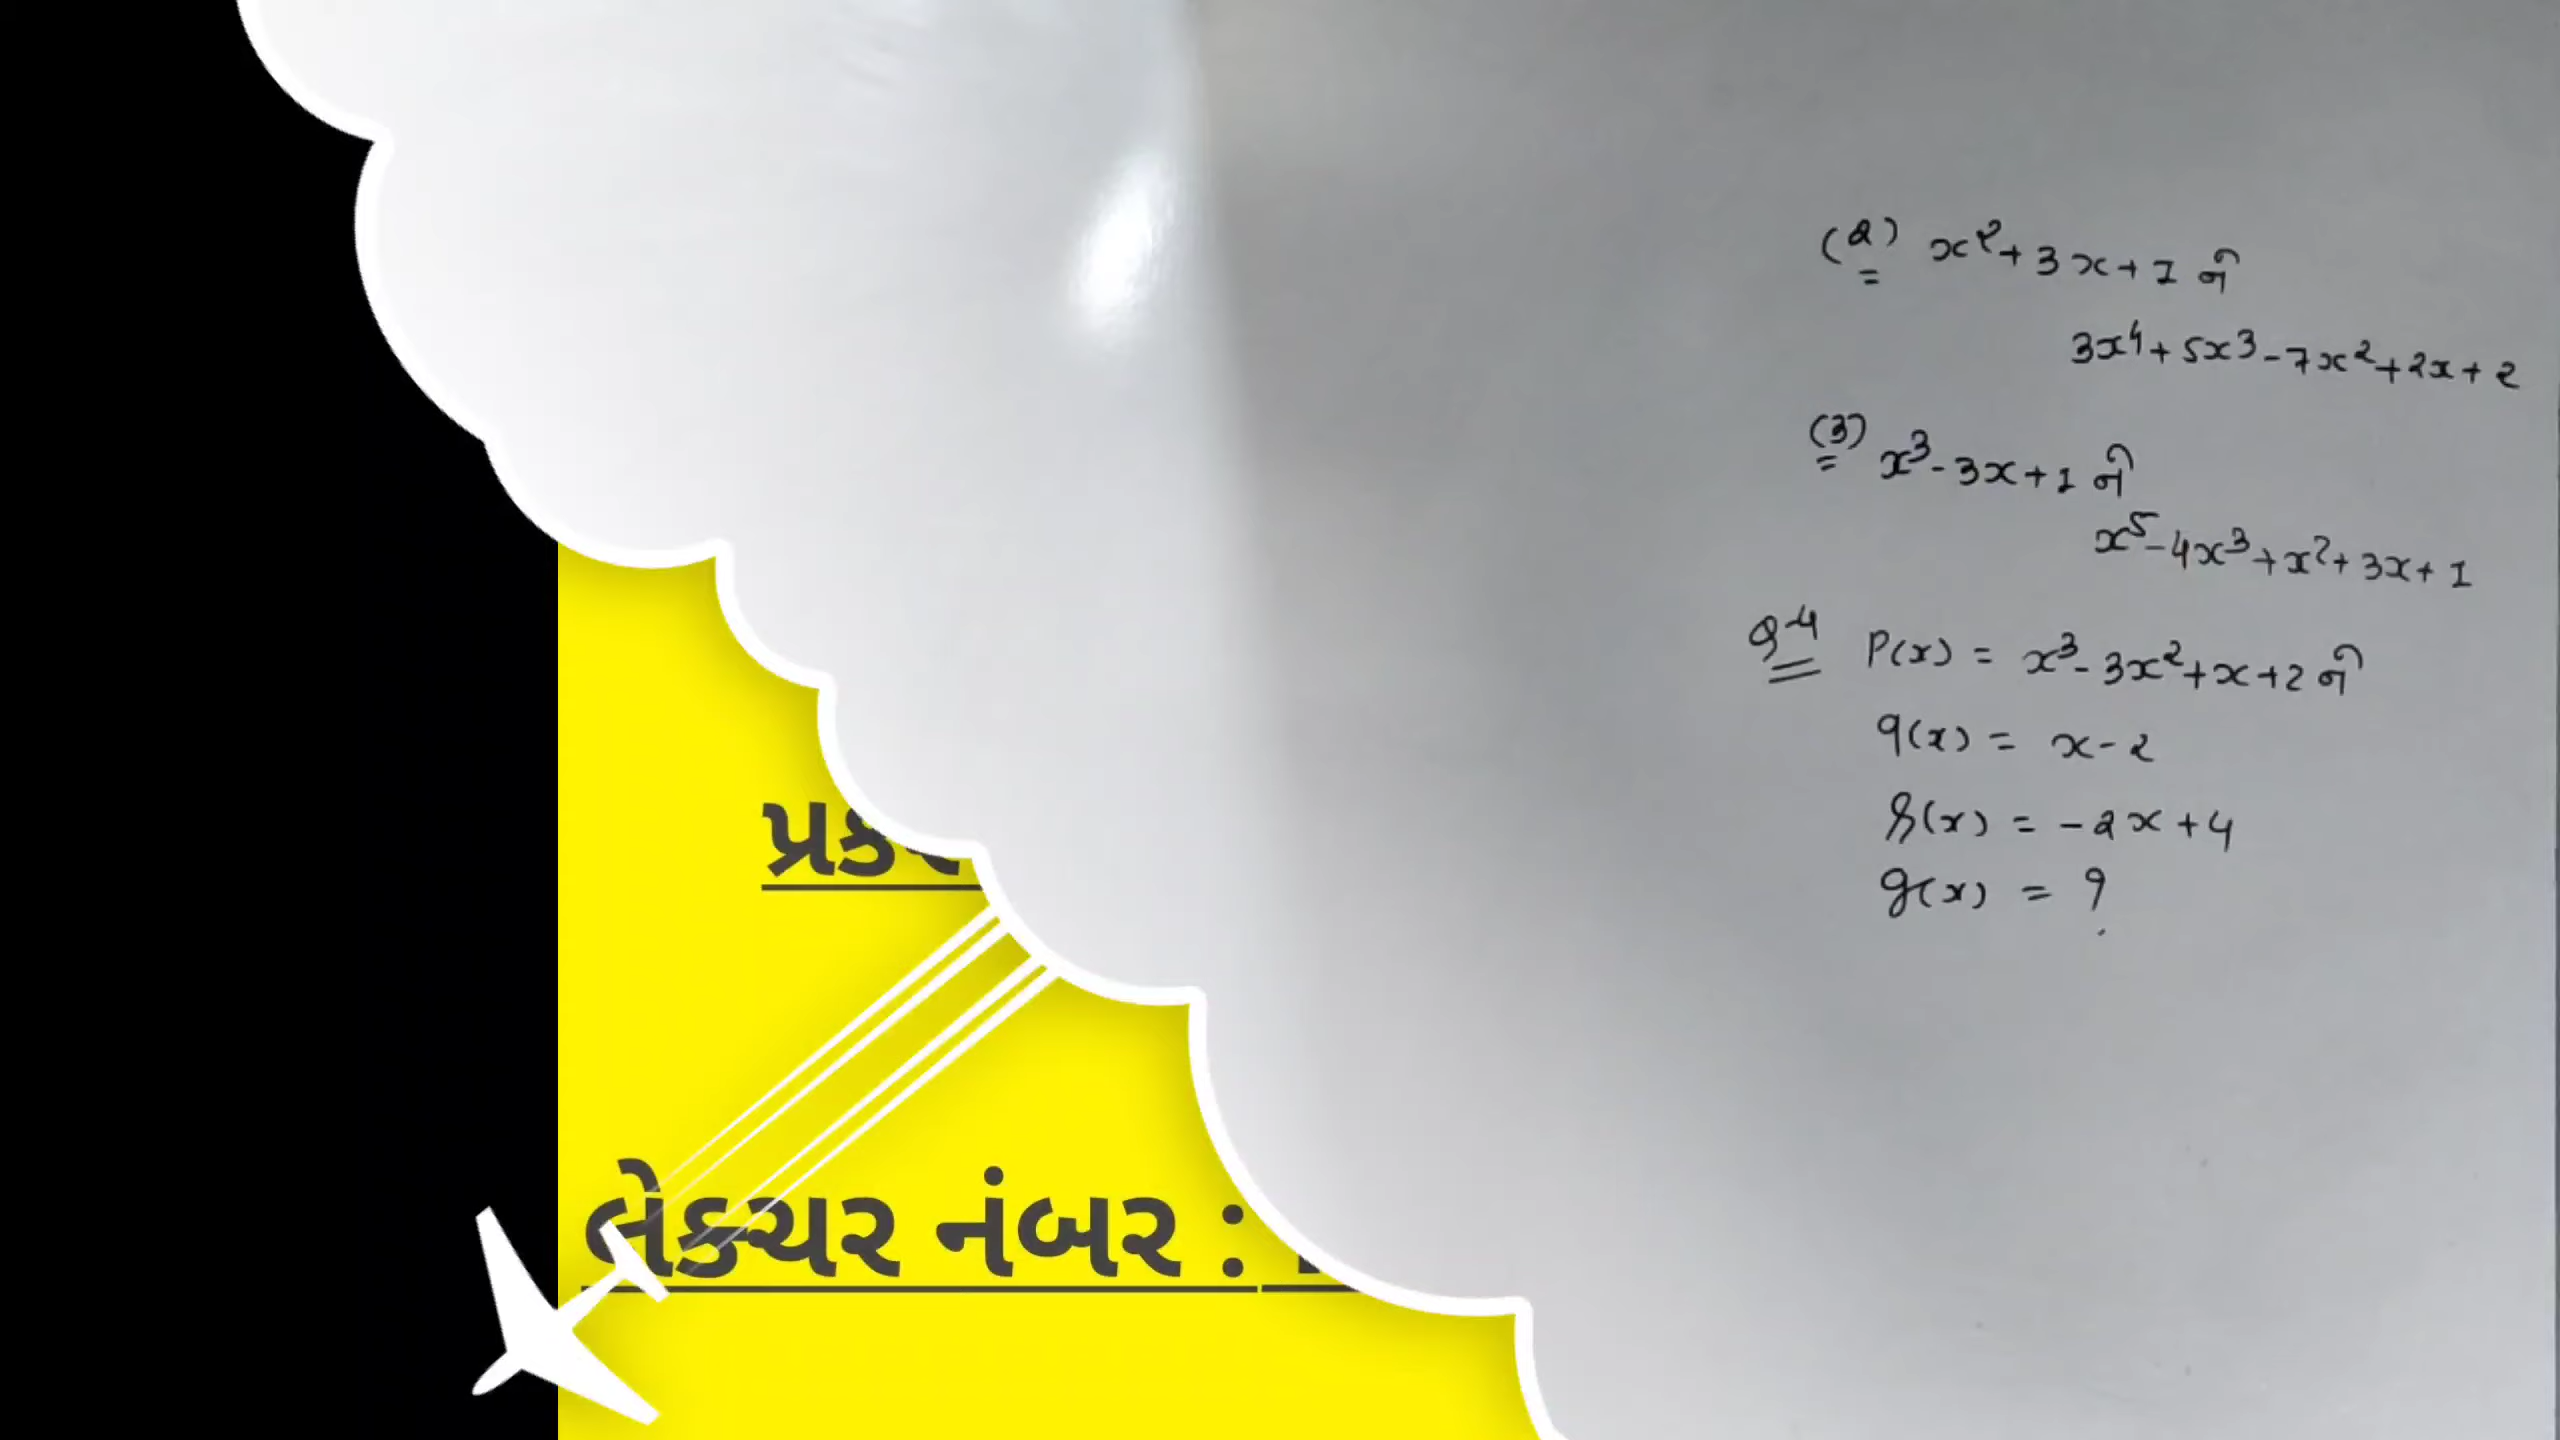 (2) x²+3x+1 ને
3x⁴+5x³-7x²+2x+2
(3) x³-3x+1 ને
x⁵-4x³+x²+3x+1
Q-4 P(x) = x³-3x²+x+2 ને
q(x) = x-2
r(x) = -2x+4
g(x) = ?
લેક્ચર નંબર :